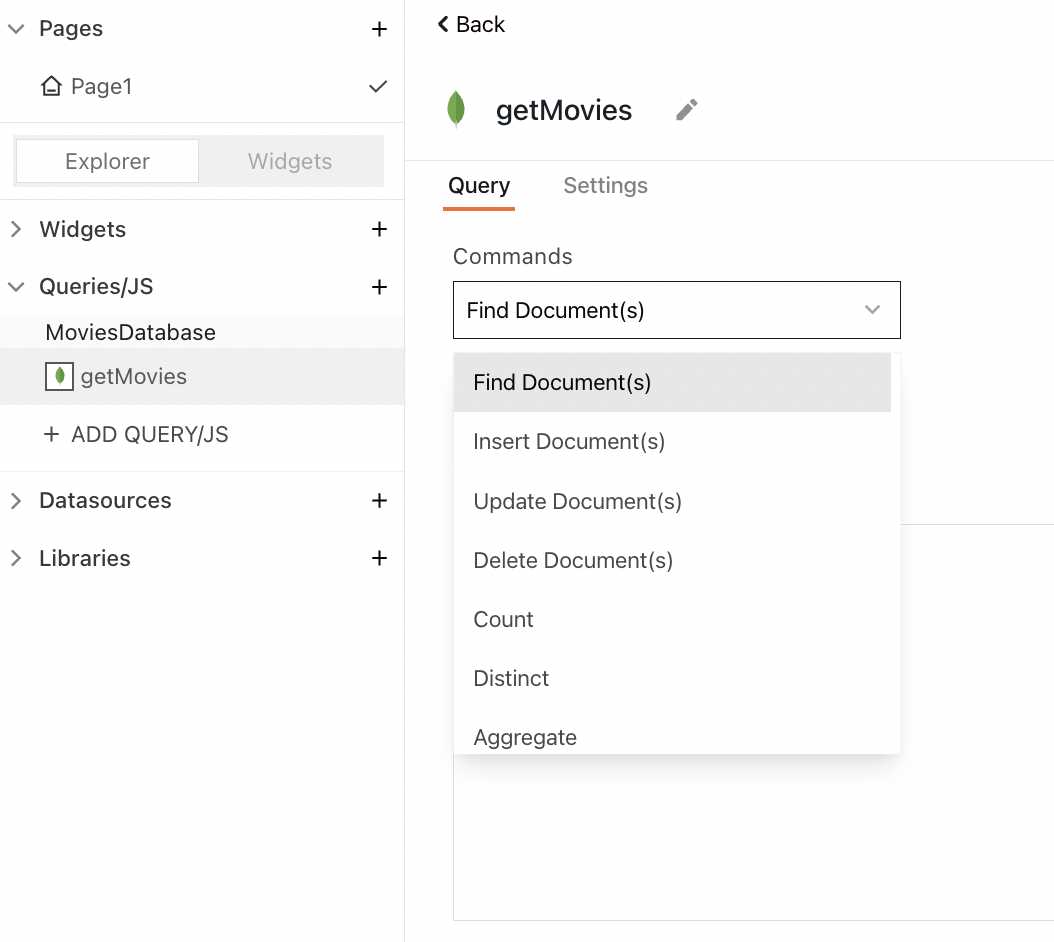 Pages
Page1
Explorer
Widgets
Widgets
Queries/JS
MoviesDatabase
getMovies
ADD QUERY/JS
Datasources
Libraries
Back
getMovies
Query
Settings
Commands
Find Document(s)
Find Document(s)
Insert Document(s)
Update Document(s)
Delete Document(s)
Count
Distinct
Aggregate